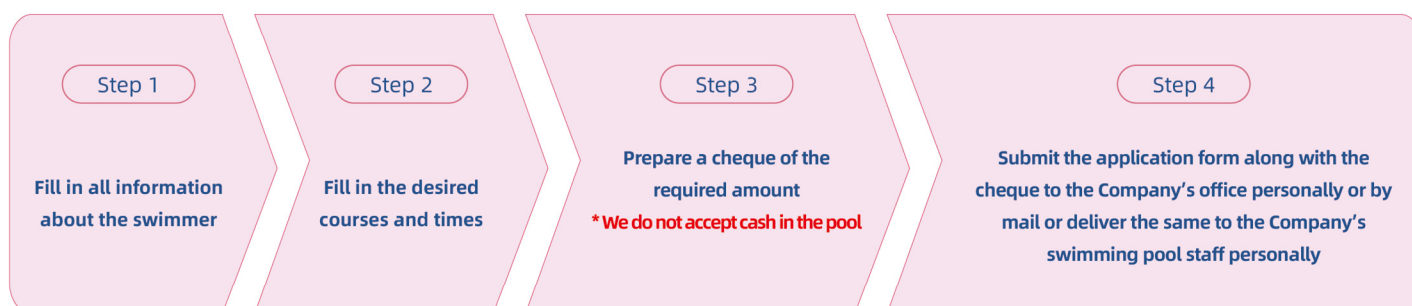 Step 1
Fill in all information
about the swimmer
Step 2
Fill in the desired
courses and times
Step 3
Prepare a cheque of the
required amount
* We do not accept cash in the pool
Step 4
Submit the application form along with the
cheque to the Company's office personally or by
mail or deliver the same to the Company's
swimming pool staff personally